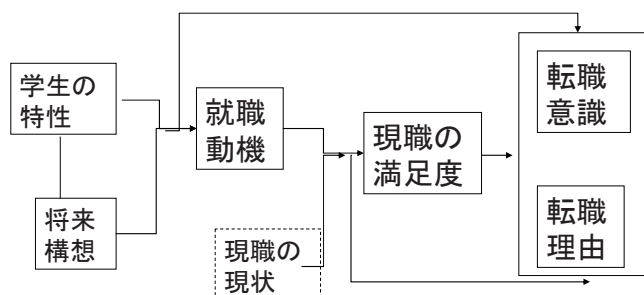 学生の
特性
将来
構想
就職
動機
現職の
現状
現職の
満足度
転職
意識
転職
理由